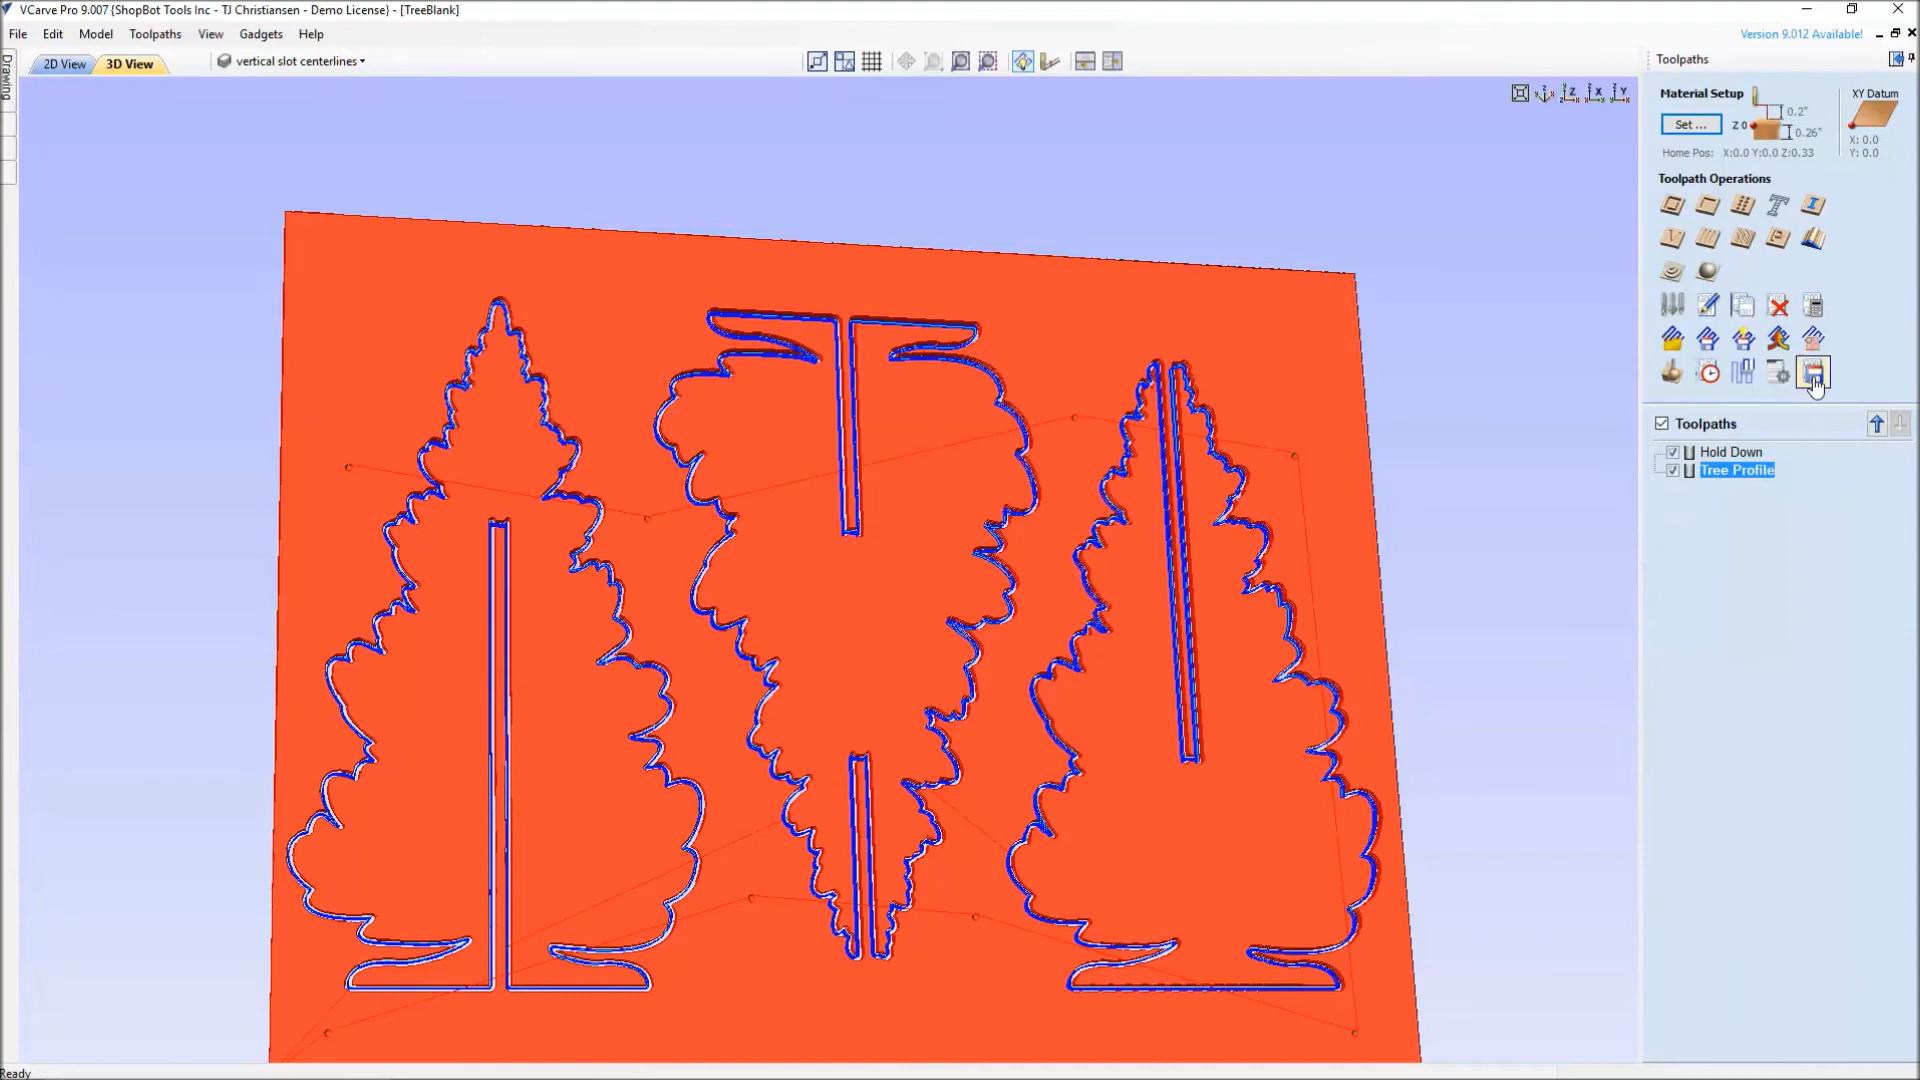 VCarve Pro 9.007 {ShopBot Tools Inc - TJ Christiansen - Demo License} - [TreeBlank]
File Edit Model Toolpaths View Gadgets Help
Version 9.012 Available!
Drawing
2D View 3D View vertical slot centerlines
Toolpaths
Z X Y
Material Setup
Set ...
Z 0
0.2"
0.26"
XY Datum
X: 0.0
Y: 0.0
Home Pos: X:0.0 Y:0.0 Z:0.33
Toolpath Operations
Toolpaths
Hold Down
Tree Profile
Ready